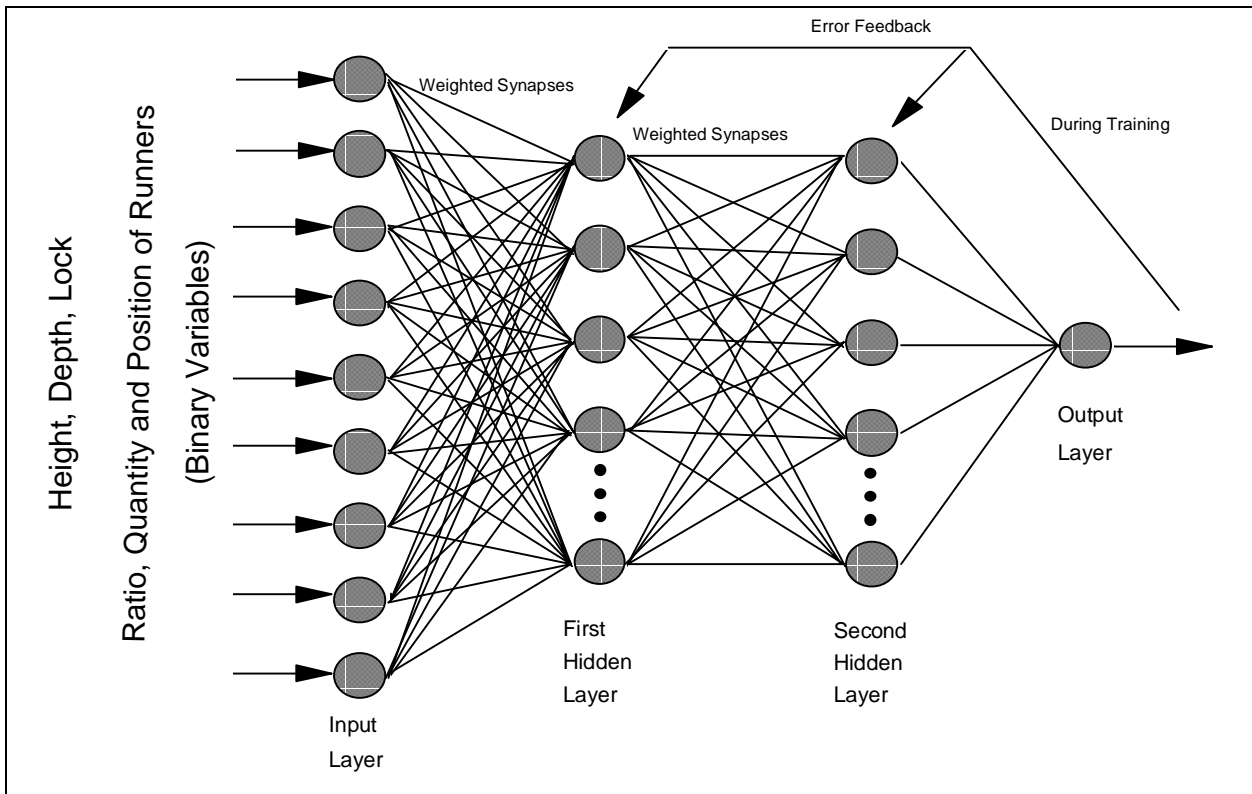 Error Feedback
Weighted Synapses
Weighted Synapses
During Training
Height, Depth, Lock
Ratio, Quantity and Position of Runners
(Binary Variables)
Output
Layer
First
Hidden
Layer
Second
Hidden
Layer
Input
Layer